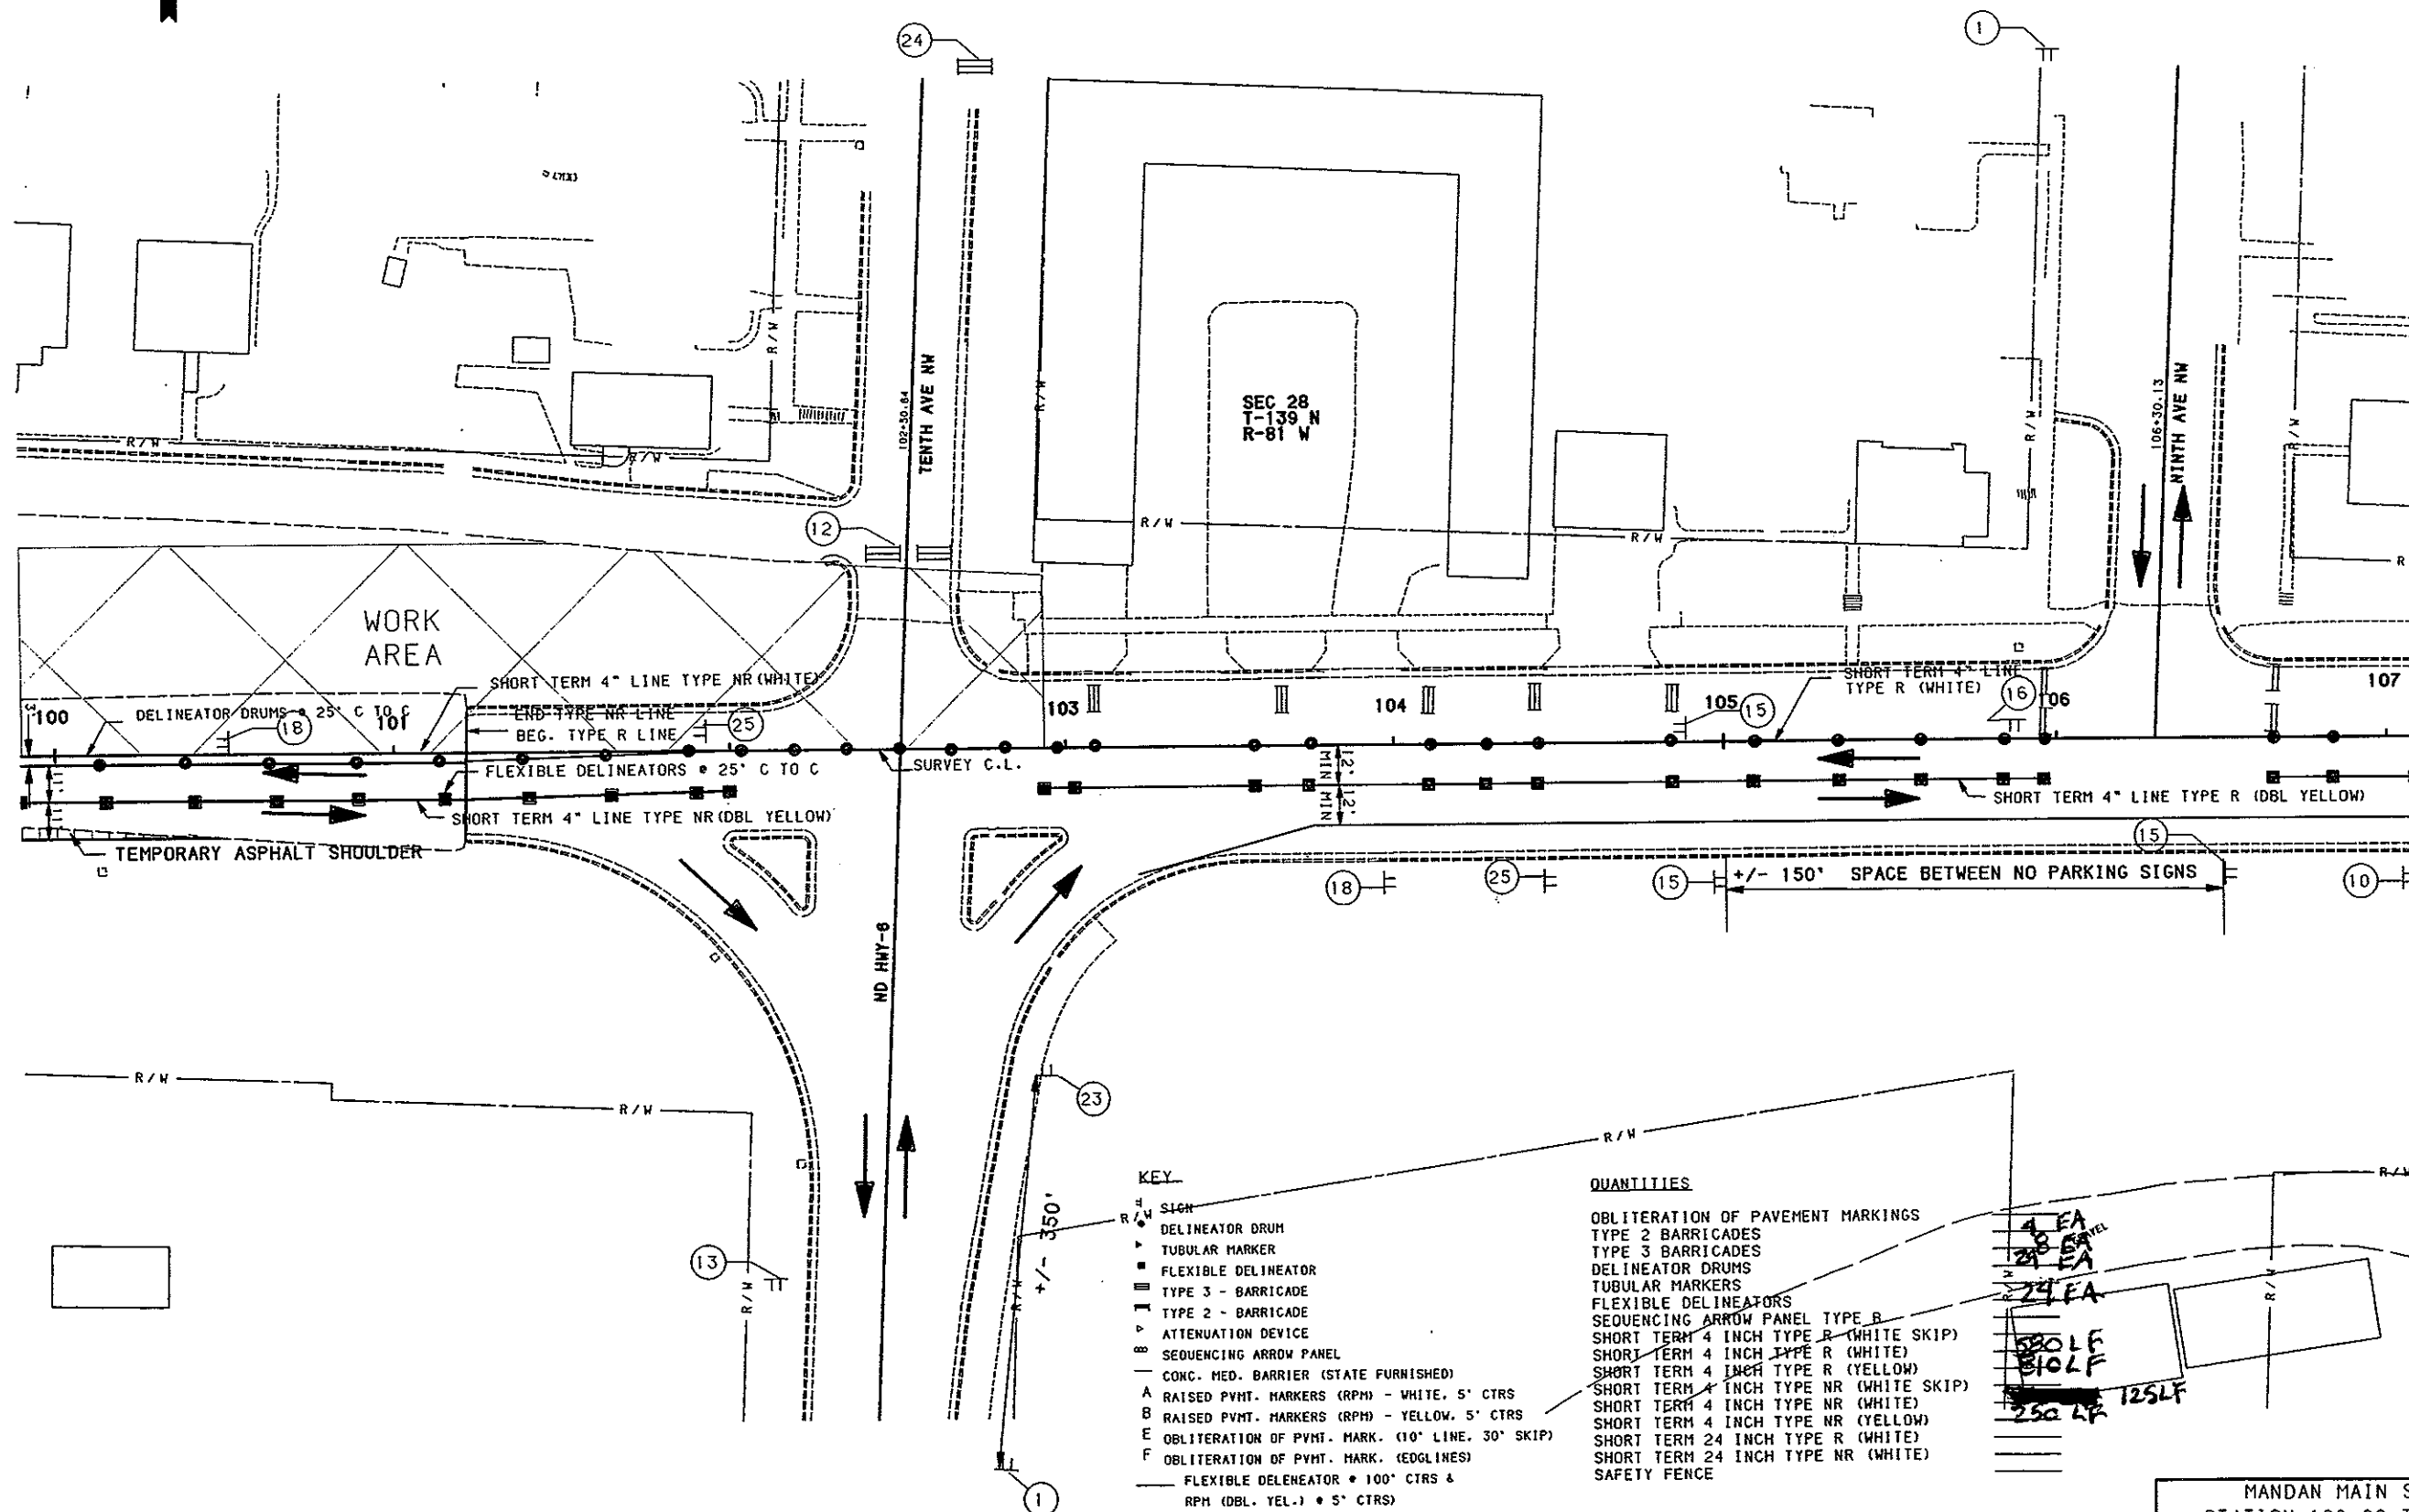 24
1
12
TENTH AVE NW
102+30.84
R/W
R/W
R/W
R/W
SEC 28
T-139 N
R-81 W
R/W
R/W
R/W
106+30.13
NINTH AVE NW
R/W
R
WORK
AREA
SHORT TERM 4" LINE TYPE NR (WHITE)
3'
100
DELINEATOR DRUMS @ 25' C TO C
101
18
END TYPE NR LINE
BEG. TYPE R LINE
25
103
104
105
15
SHORT TERM 4" LINE
TYPE R (WHITE)
16
106
107
SURVEY C.L.
FLEXIBLE DELINEATORS @ 25' C TO C
11'
11'
12'
MIN
12'
MIN
SHORT TERM 4" LINE TYPE NR (DBL YELLOW)
SHORT TERM 4" LINE TYPE R (DBL YELLOW)
TEMPORARY ASPHALT SHOULDER
18
25
15
+/- 150' SPACE BETWEEN NO PARKING SIGNS
15
10
ND HWY-6
R/W
R/W
R/W
13
23
+/- 350'
R/W
1
R/W
R/W
R/W
R/W
R/W
KEY
SIGN
DELINEATOR DRUM
TUBULAR MARKER
FLEXIBLE DELINEATOR
TYPE 3 - BARRICADE
TYPE 2 - BARRICADE
ATTENUATION DEVICE
SEQUENCING ARROW PANEL
CONC. MED. BARRIER (STATE FURNISHED)
A RAISED PVMT. MARKERS (RPM) - WHITE, 5' CTRS
B RAISED PVMT. MARKERS (RPM) - YELLOW, 5' CTRS
E OBLITERATION OF PVMT. MARK. (10' LINE, 30' SKIP)
F OBLITERATION OF PVMT. MARK. (EDGLINES)
FLEXIBLE DELENEATOR @ 100' CTRS &
RPM (DBL. YEL.) @ 5' CTRS)
QUANTITIES
OBLITERATION OF PAVEMENT MARKINGS
TYPE 2 BARRICADES 4 EA
TYPE 3 BARRICADES 8 EA
DELINEATOR DRUMS 29 EA
TUBULAR MARKERS
FLEXIBLE DELINEATORS 24 EA
SEQUENCING ARROW PANEL TYPE B
SHORT TERM 4 INCH TYPE R (WHITE SKIP)
SHORT TERM 4 INCH TYPE R (WHITE) 580 LF
SHORT TERM 4 INCH TYPE R (YELLOW) 810 LF
SHORT TERM 4 INCH TYPE NR (WHITE SKIP)
SHORT TERM 4 INCH TYPE NR (WHITE) 125LF
SHORT TERM 4 INCH TYPE NR (YELLOW) 250 LF
SHORT TERM 24 INCH TYPE R (WHITE)
SHORT TERM 24 INCH TYPE NR (WHITE)
SAFETY FENCE
MANDAN MAIN S